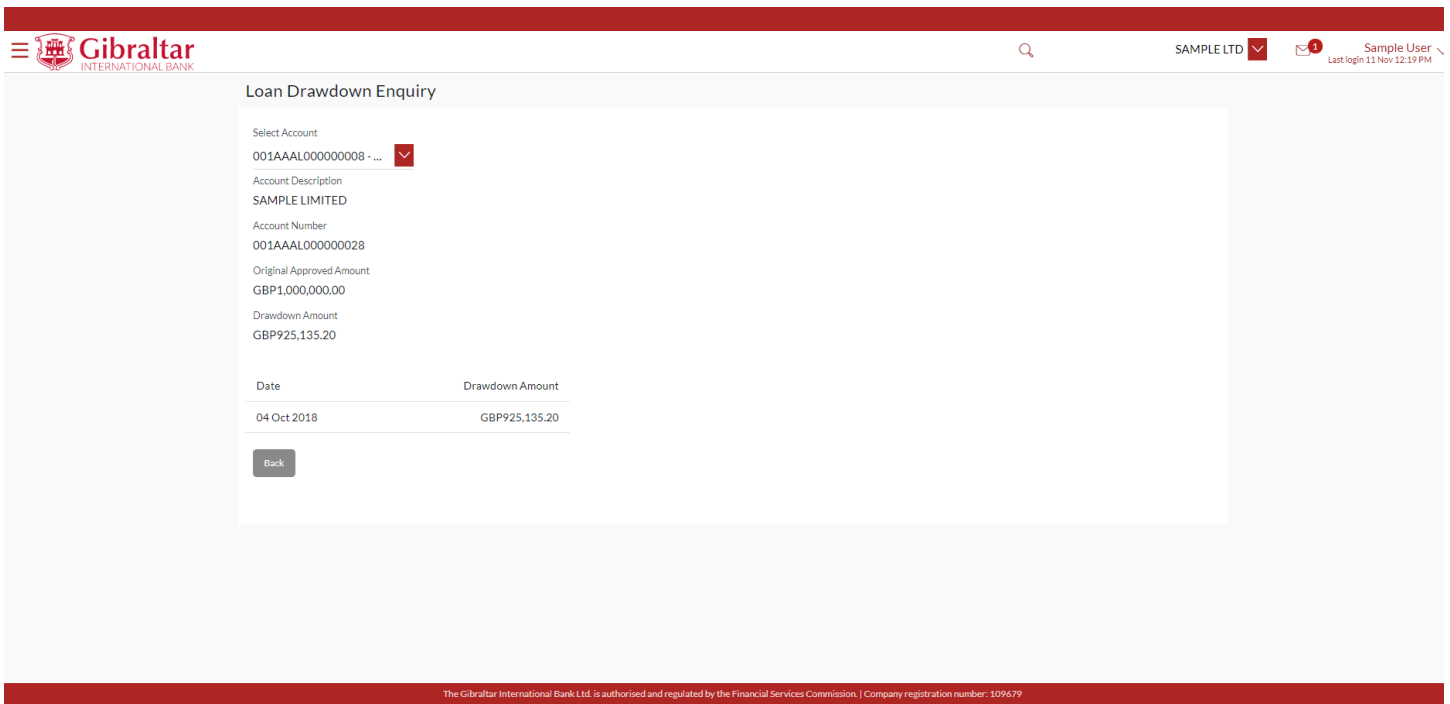 Gibraltar
INTERNATIONAL BANK
SAMPLE LTD
1
Sample User
Last login 11 Nov 12:19 PM
Loan Drawdown Enquiry
Select Account
001AAAL000000008 - ...
Account Description
SAMPLE LIMITED
Account Number
001AAAL000000028
Original Approved Amount
GBP1,000,000.00
Drawdown Amount
GBP925,135.20
Date Drawdown Amount
04 Oct 2018 GBP925,135.20
Back
The Gibraltar International Bank Ltd. is authorised and regulated by the Financial Services Commission. | Company registration number: 109679